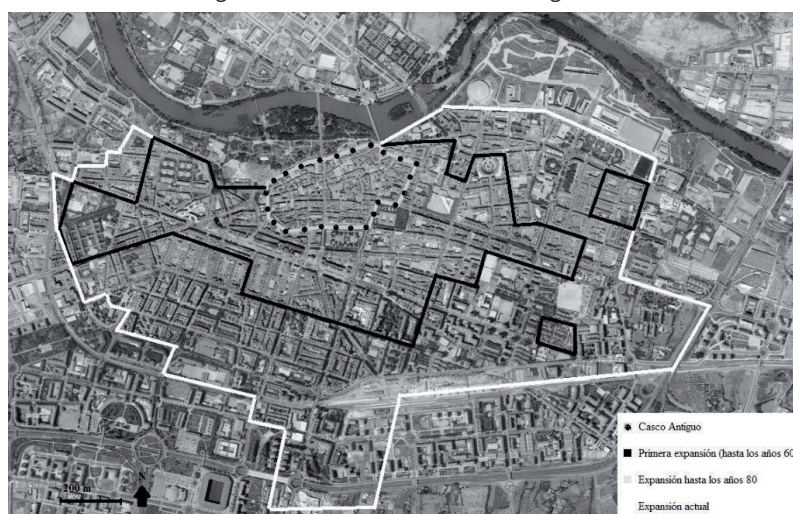 N
200 m
Casco Antiguo
Primera expansión (hasta los años 60
Expansión hasta los años 80
Expansión actual